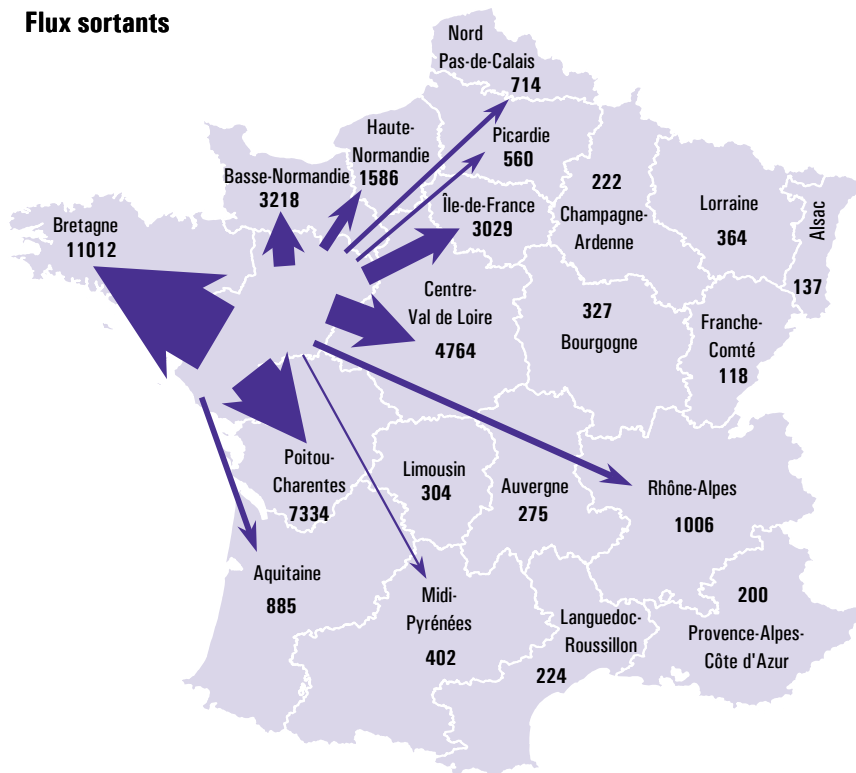 Flux sortants
Nord
Pas-de-Calais
714
Haute-
Normandie
1586
Picardie
560
Basse-Normandie
3218
Bretagne
11012
Île-de-France
3029
222
Champagne-
Ardenne
Lorraine
364
Alsac
137
Centre-
Val de Loire
4764
327
Bourgogne
Franche-
Comté
118
Poitou-
Charentes
7334
Limousin
304
Auvergne
275
Rhône-Alpes
1006
Aquitaine
885
Midi-
Pyrénées
402
Languedoc-
Roussillon
224
200
Provence-Alpes-
Côte d'Azur